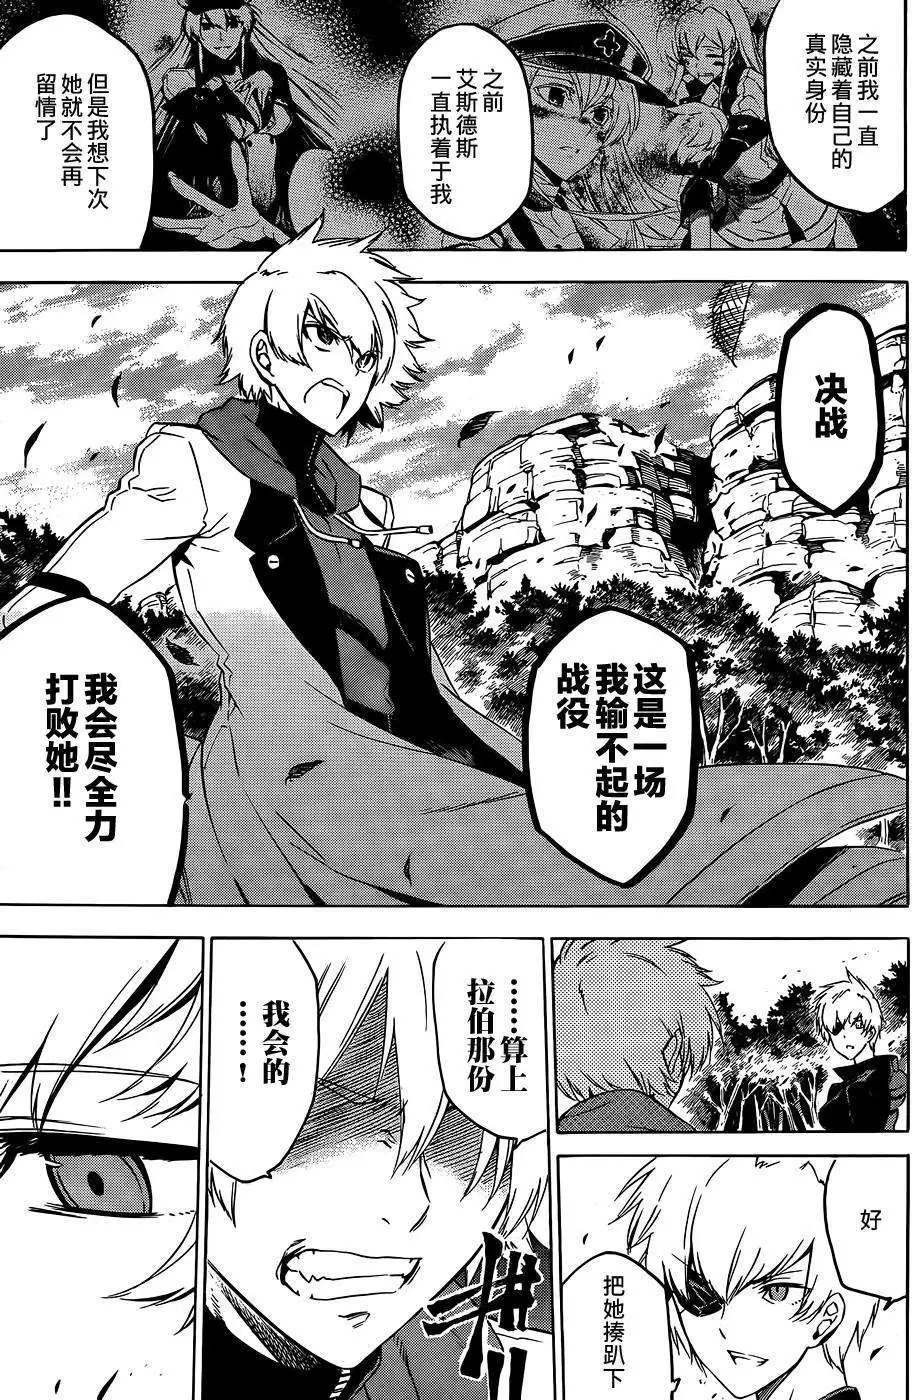 之前我一直
隐藏着自己的
真实身份
之前
艾斯德斯
一直执着于我
但是我想下次
她就不会再
留情了
决战
这是一场
我输不起的
战役
我会尽全力
打败她!!
好
把她揍趴下
……算上
拉伯那份
我会的
……!